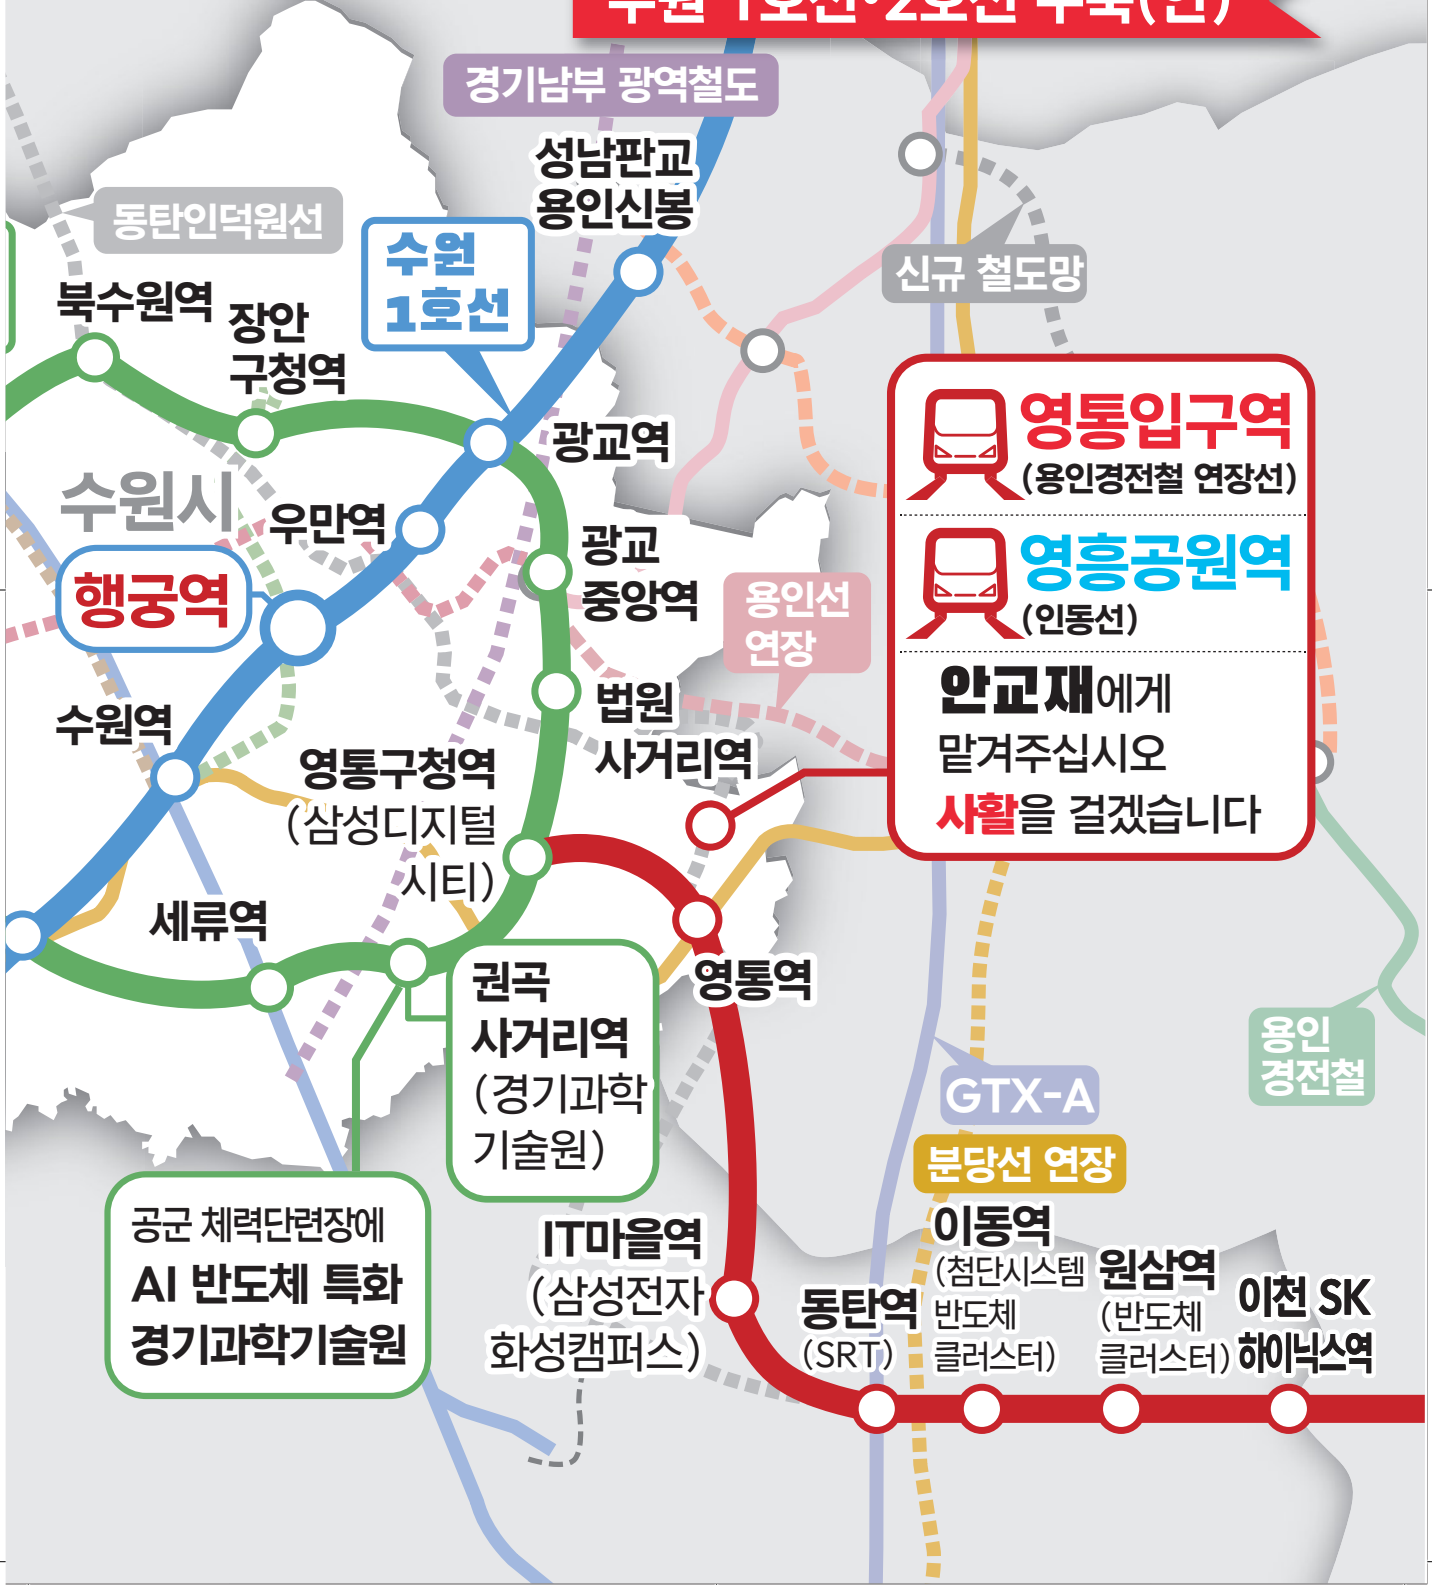 수원 1호선·2호선 구축(안)
경기남부 광역철도
성남판교
용인신봉
동탄인덕원선
수원
1호선
신규 철도망
북수원역
장안
구청역
광교역
영통입구역
(용인경전철 연장선)
수원시
우만역
광교
중앙역
영흥공원역
(인동선)
행궁역
용인선
연장
안교재에게
맡겨주십시오
사활을 걸겠습니다
수원역
법원
사거리역
영통구청역
(삼성디지털
시티)
세류역
영통역
권곡
사거리역
(경기과학
기술원)
용인
경전철
GTX-A
분당선 연장
공군 체력단련장에
AI 반도체 특화
경기과학기술원
IT마을역
(삼성전자
화성캠퍼스)
동탄역
(SRT)
이동역
(첨단시스템
반도체
클러스터)
원삼역
(반도체
클러스터)
이천 SK
하이닉스역